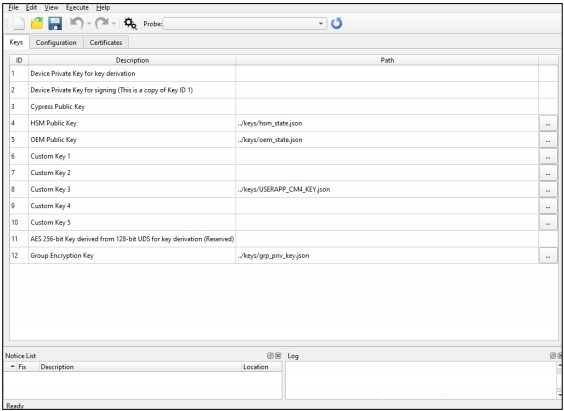 File Edit View Execute Help
Probe:
Keys Configuration Certificates
ID Description Path
1 Device Private Key for key derivation
2 Device Private Key for signing (This is a copy of Key ID 1)
3 Cypress Public Key
4 HSM Public Key ../keys/hsm_state.json ...
5 OEM Public Key ../keys/oem_state.json ...
6 Custom Key 1 ...
7 Custom Key 2 ...
8 Custom Key 3 ../keys/USERAPP_CM4_KEY.json ...
9 Custom Key 4 ...
10 Custom Key 5 ...
11 AES 256-bit Key derived from 128-bit UDS for key derivation (Reserved)
12 Group Encryption Key ../keys/grp_priv_key.json ...
Notice List Log
Fix Description Location
Ready